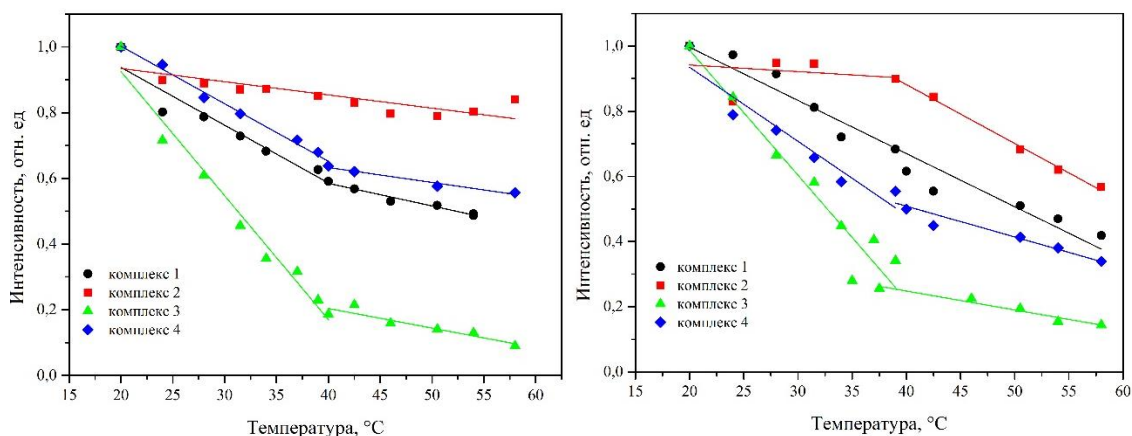 Интенсивность, отн. ед
1,0
0,8
0,6
0,4
0,2
0,0
комплекс 1
комплекс 2
комплекс 3
комплекс 4
15 20 25 30 35 40 45 50 55 60
Температура, °C
Интенсивность, отн. ед
1,0
0,8
0,6
0,4
0,2
0,0
комплекс 1
комплекс 2
комплекс 3
комплекс 4
15 20 25 30 35 40 45 50 55 60
Температура, °C